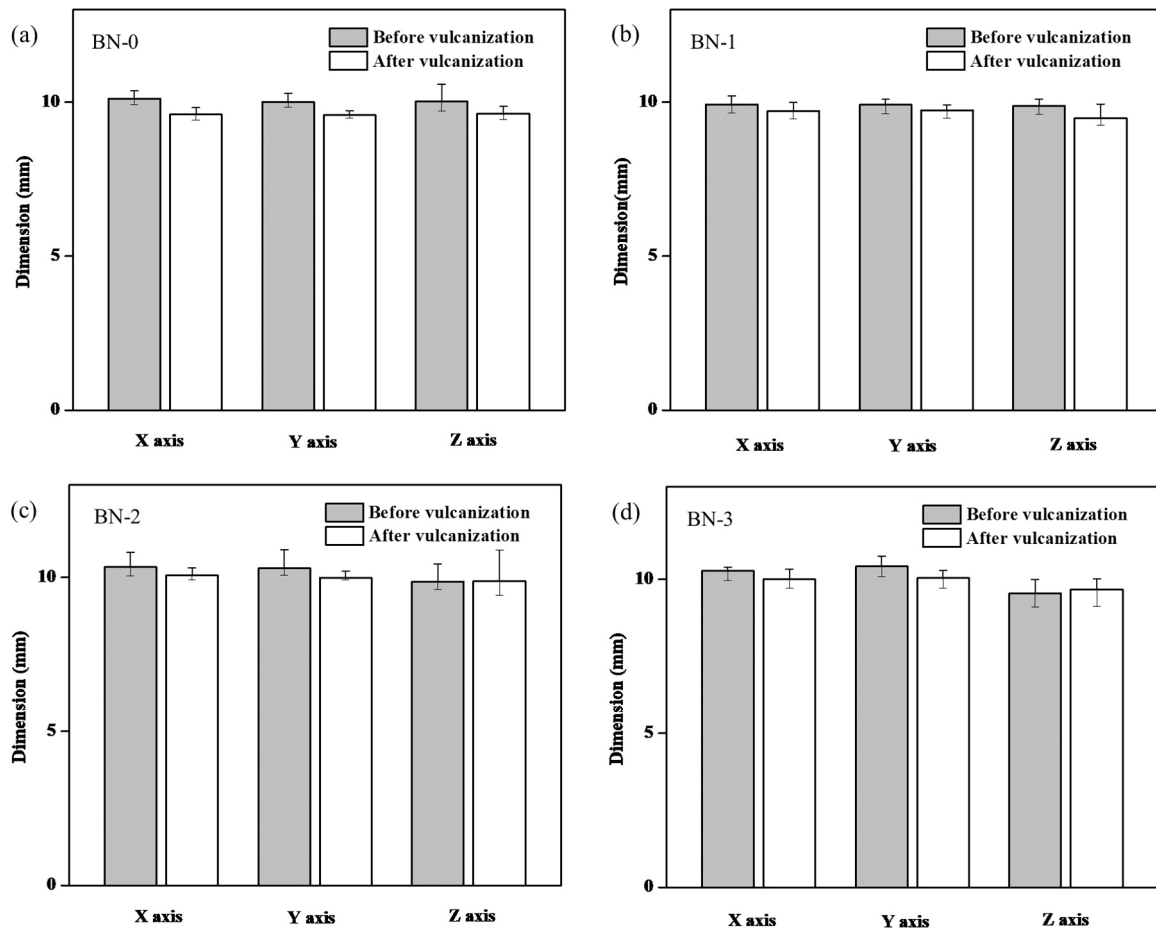 (a)
BN-0
Before vulcanization
After vulcanization
10
5
0
Dimension (mm)
X axis Y axis Z axis
(b)
BN-1
Before vulcanization
After vulcanization
10
5
0
Dimension(mm)
X axis Y axis Z axis
(c)
BN-2
Before vulcanization
After vulcanization
10
5
0
Dimension (mm)
X axis Y axis Z axis
(d)
BN-3
Before vulcanization
After vulcanization
10
5
0
Dimension (mm)
X axis Y axis Z axis